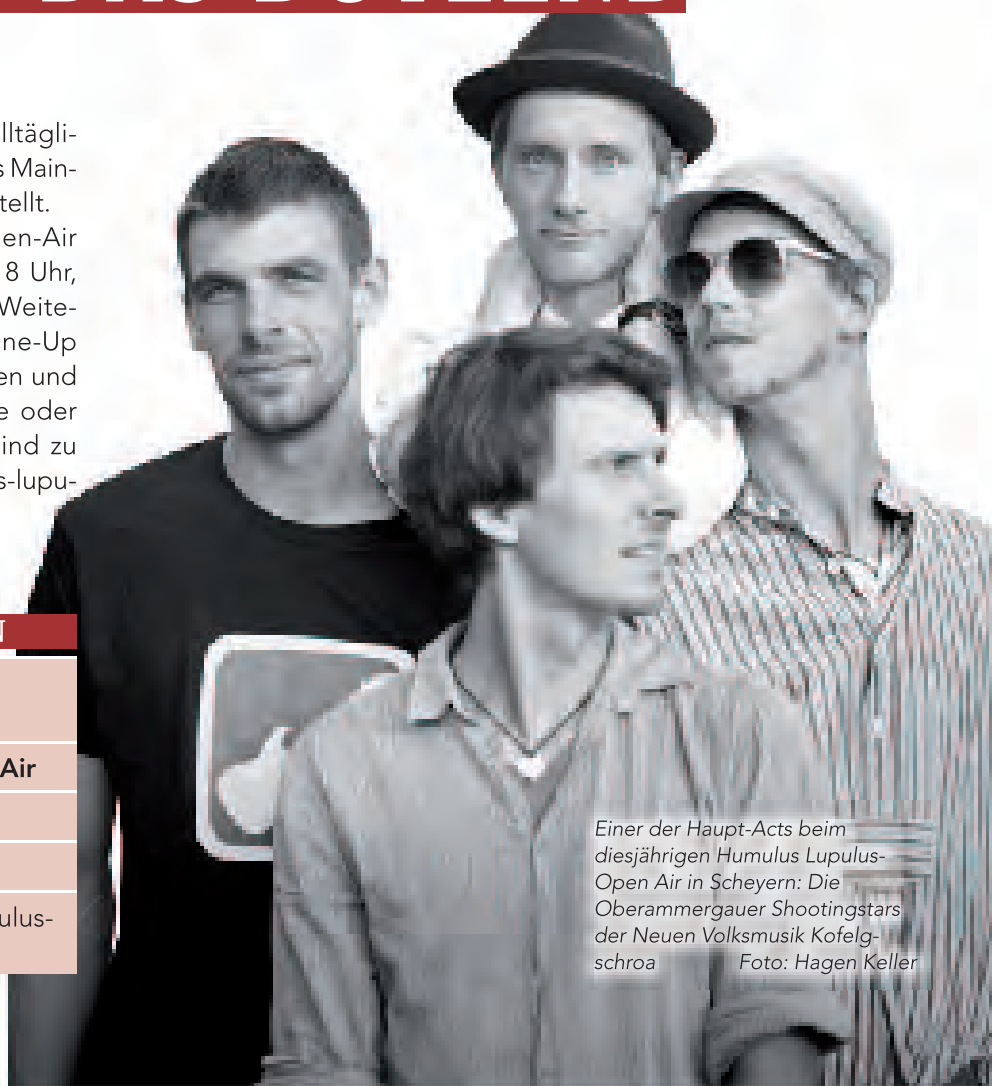 lltägli-
s Main-
tellt.
en-Air
8 Uhr,
Weite-
ne-Up
en und
e oder
ind zu
s-lupu-
N
Air
ulus-
Einer der Haupt-Acts beim
diesjährigen Humulus Lupulus-
Open Air in Scheyern: Die
Oberammergauer Shootingstars
der Neuen Volksmusik Kofelg-
schroa Foto: Hagen Keller